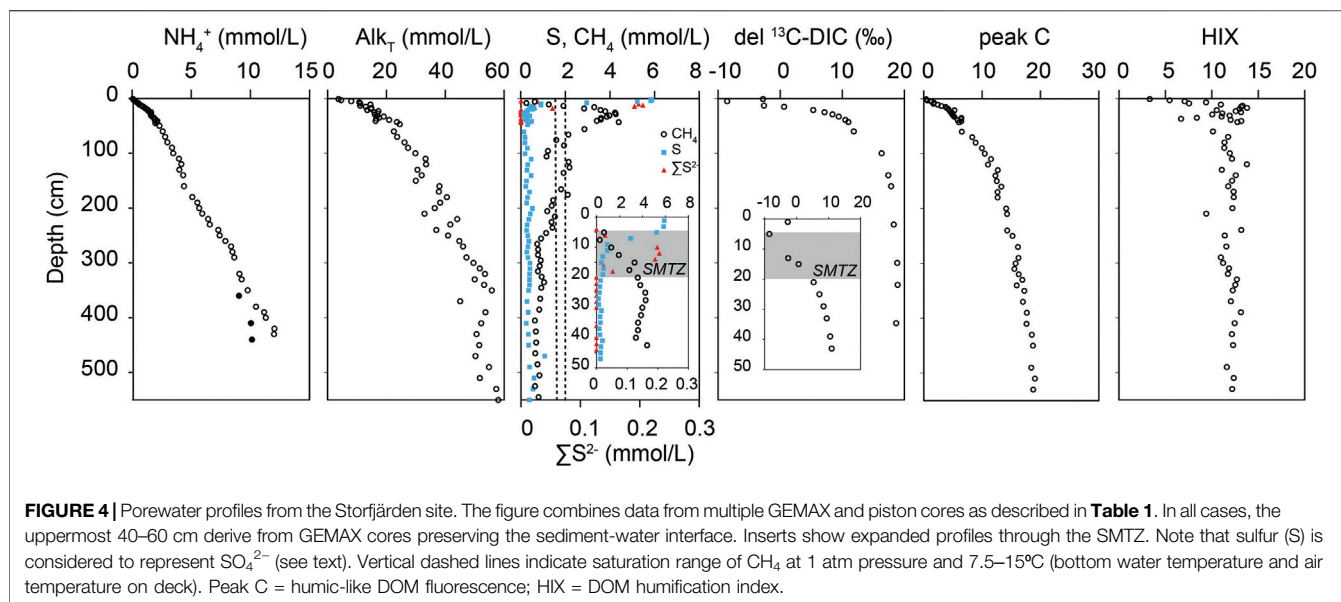 NH₄⁺ (mmol/L)
Alk_T (mmol/L)
S, CH₄ (mmol/L)
del ¹³C-DIC (‰)
peak C
HIX
0 5 10 15
0 20 40 60
0 2 4 6 8
-10 0 10 20
0 10 20 30
0 5 10 15 20
Depth (cm)
0
100
200
300
400
500
CH₄
S
∑S²⁻
0 2 4 6 8
0
10
20
30
40
50
SMTZ
0 0.1 0.2 0.3
-10 0 10 20
0
10
20
30
40
50
SMTZ
0 0.1 0.2 0.3
∑S²⁻ (mmol/L)
FIGURE 4 | Porewater profiles from the Storfjärden site. The figure combines data from multiple GEMAX and piston cores as described in Table 1. In all cases, the
uppermost 40–60 cm derive from GEMAX cores preserving the sediment-water interface. Inserts show expanded profiles through the SMTZ. Note that sulfur (S) is
considered to represent SO₄²⁻ (see text). Vertical dashed lines indicate saturation range of CH₄ at 1 atm pressure and 7.5–15ºC (bottom water temperature and air
temperature on deck). Peak C = humic-like DOM fluorescence; HIX = DOM humification index.